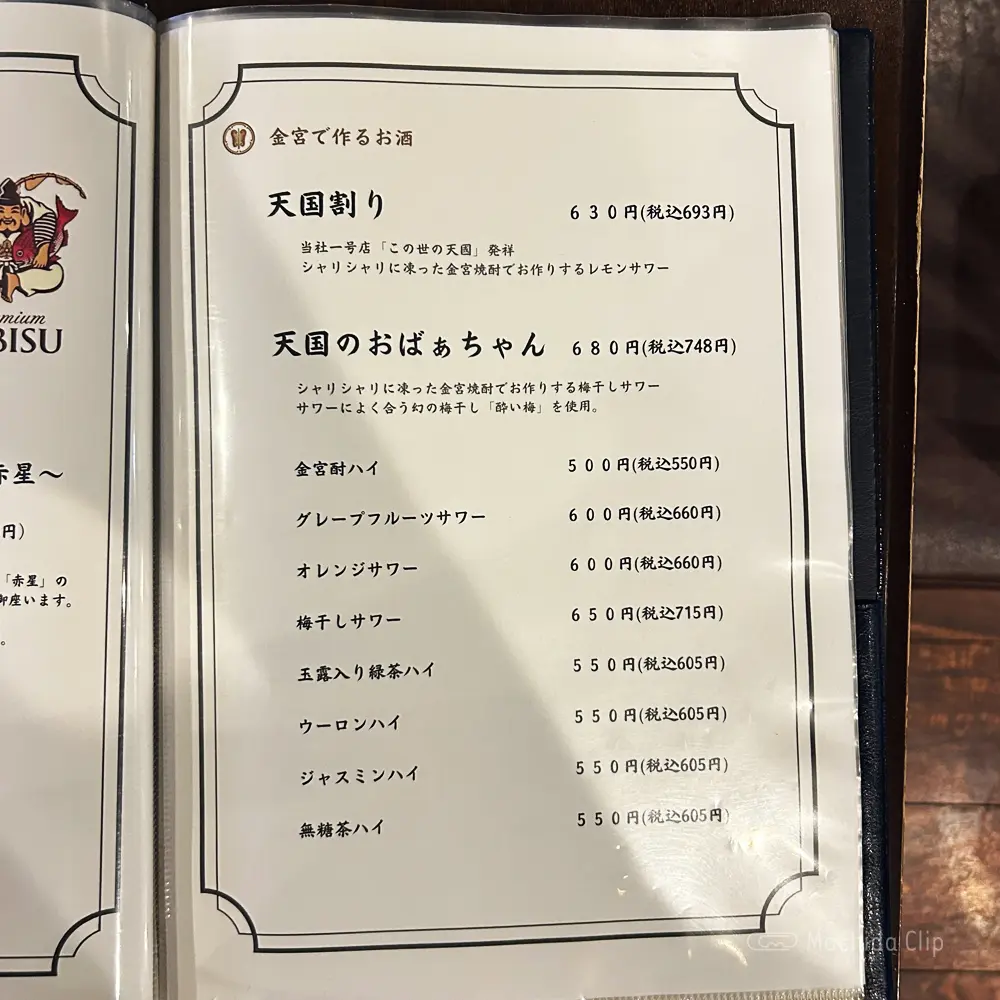 mium
BISU
赤星〜
円)
「赤星」の
御座います。
。
金宮で作るお酒
天国割り 630円(税込693円)
当社一号店「この世の天國」発祥
シャリシャリに凍った金宮焼酎でお作りするレモンサワー
天国のおばぁちゃん 680円(税込748円)
シャリシャリに凍った金宮焼酎でお作りする梅干しサワー
サワーによく合う幻の梅干し「酔い梅」を使用。
金宮酎ハイ 500円(税込550円)
グレープフルーツサワー 600円(税込660円)
オレンジサワー 600円(税込660円)
梅干しサワー 650円(税込715円)
玉露入り緑茶ハイ 550円(税込605円)
ウーロンハイ 550円(税込605円)
ジャスミンハイ 550円(税込605円)
無糖茶ハイ 550円(税込605円)
Machida Clip